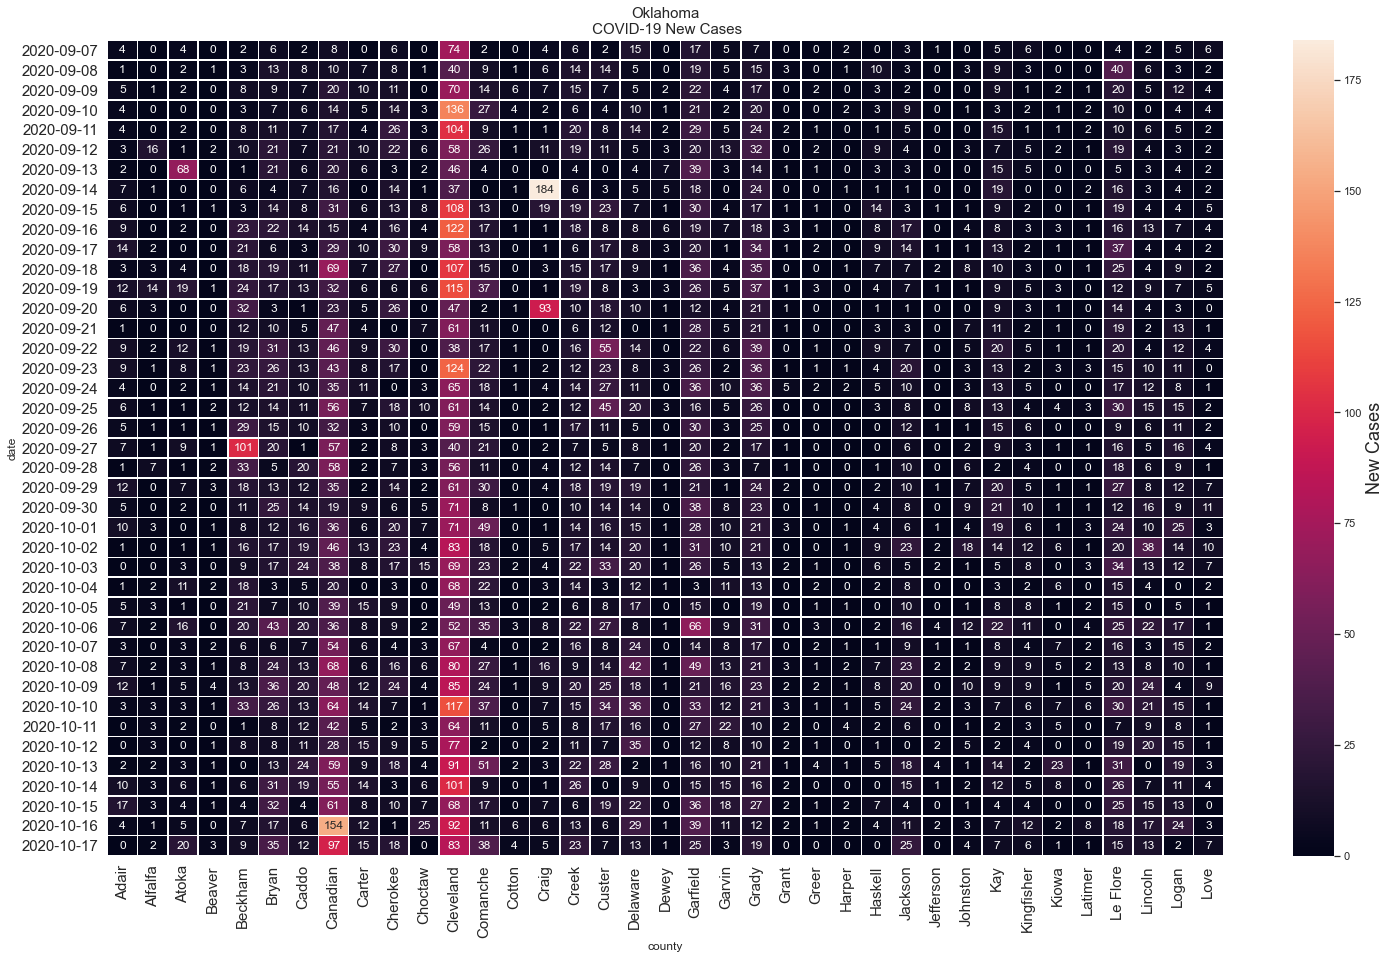 Oklahoma
COVID-19 New Cases
2020-09-07 4 0 4 0 2 6 2 8 0 6 0 74 2 0 4 6 2 15 0 17 5 7 0 0 2 0 3 1 0 5 6 0 0 4 2 5 6
2020-09-08 1 0 2 1 3 13 8 10 7 8 1 40 9 1 6 14 14 5 0 19 5 15 3 0 1 10 3 0 3 9 3 0 0 40 6 3 2
2020-09-09 5 1 2 0 8 9 7 20 10 11 0 70 14 6 7 15 7 5 2 22 4 17 0 2 0 3 2 0 0 9 1 2 1 20 5 12 4
2020-09-10 4 0 0 0 3 7 6 14 5 14 3 136 27 4 2 6 4 10 1 21 2 20 0 0 2 3 9 0 1 3 2 1 2 10 0 4 4
2020-09-11 4 0 2 0 8 11 7 17 4 26 3 104 9 1 1 20 8 14 2 29 5 24 2 1 0 1 5 0 0 15 1 1 2 10 6 5 2
2020-09-12 3 16 1 2 10 21 7 21 10 22 6 58 26 1 11 19 11 5 3 20 13 32 0 2 0 9 4 0 3 7 5 2 1 19 4 3 2
2020-09-13 2 0 68 0 1 21 6 20 6 3 2 46 4 0 0 4 0 4 7 39 3 14 1 1 0 3 3 0 5 15 5 0 0 5 3 4 2
2020-09-14 7 1 0 0 6 4 7 16 0 14 1 37 0 1 184 6 3 5 5 18 0 24 0 0 1 1 1 0 0 19 0 0 2 16 3 4 2
2020-09-15 6 0 1 1 3 14 8 31 6 13 8 108 13 0 19 19 23 7 1 30 4 17 1 1 0 14 3 1 1 9 2 0 1 19 4 4 5
2020-09-16 9 0 2 0 23 22 14 15 4 16 4 122 17 1 1 18 8 8 6 19 7 18 3 1 0 8 17 0 4 8 3 3 1 16 13 7 4
2020-09-17 14 2 0 0 21 6 3 29 10 30 9 58 13 0 1 6 17 8 3 20 1 34 1 2 0 9 14 1 1 13 2 1 1 37 4 4 2
2020-09-18 3 3 4 0 18 19 11 69 7 27 0 107 15 0 3 15 17 9 1 36 4 35 0 0 1 7 7 2 8 10 3 0 1 25 4 9 2
2020-09-19 12 14 19 1 24 17 13 32 6 6 6 115 37 0 1 19 8 3 3 26 5 37 1 3 0 4 7 1 1 9 5 3 0 12 9 7 5
2020-09-20 6 3 0 0 32 3 1 23 5 26 0 47 2 1 93 10 18 10 1 12 4 21 1 0 0 0 1 0 0 9 3 1 0 14 4 3 0
2020-09-21 1 0 0 0 12 10 5 47 4 0 7 61 11 0 0 6 12 0 1 28 5 21 1 0 0 3 3 0 7 11 2 1 0 19 2 13 1
2020-09-22 9 2 12 1 19 31 13 46 9 30 0 38 17 1 0 16 55 14 0 22 6 39 0 0 0 9 7 0 5 20 5 1 1 20 4 12 4
2020-09-23 9 1 8 1 23 26 13 43 8 17 0 124 22 1 2 12 23 8 3 26 2 36 1 1 1 4 20 0 3 13 2 3 3 15 10 11 0
2020-09-24 4 0 2 1 14 21 10 35 11 0 3 65 18 1 4 14 27 11 0 36 10 36 5 2 2 5 10 0 3 13 5 0 0 17 12 8 1
2020-09-25 6 1 1 2 12 14 11 56 7 18 10 61 14 0 2 12 45 20 3 16 5 26 0 0 0 3 8 0 8 13 4 4 3 30 15 15 2
2020-09-26 5 1 1 1 29 15 10 32 3 10 0 59 15 0 1 17 11 5 0 30 3 25 0 0 0 0 12 1 1 15 6 0 0 9 6 11 2
2020-09-27 7 1 9 1 101 20 1 57 2 8 3 40 21 0 2 7 5 8 1 20 2 17 1 0 0 0 6 0 2 9 3 1 1 16 5 16 4
2020-09-28 1 7 1 2 33 5 20 58 2 7 3 56 11 0 4 12 14 7 0 26 3 7 1 0 0 1 10 0 6 2 4 0 0 18 6 9 1
2020-09-29 12 0 7 3 18 13 12 35 2 14 2 61 30 0 4 18 19 19 1 21 1 24 2 0 0 2 10 1 7 20 5 1 1 27 8 12 7
2020-09-30 5 0 2 0 11 25 14 19 9 6 5 71 8 1 0 10 14 14 0 38 8 23 0 1 0 4 8 0 9 21 10 1 1 12 16 9 11
2020-10-01 10 3 0 1 8 12 16 36 6 20 7 71 49 0 1 14 16 15 1 28 10 21 3 0 1 4 6 1 4 19 6 1 3 24 10 25 3
2020-10-02 1 0 1 1 16 17 19 46 13 23 4 83 18 0 5 17 14 20 1 31 10 21 0 0 1 9 23 2 18 14 12 6 1 20 38 14 10
2020-10-03 0 0 3 0 9 17 24 38 8 17 15 69 23 2 4 22 33 20 1 26 5 13 2 1 0 6 5 2 1 5 8 0 3 34 13 12 7
2020-10-04 1 2 11 2 18 3 5 20 0 3 0 68 22 0 3 14 3 12 1 3 11 13 0 2 0 2 8 0 0 3 2 0 6 15 4 0 2
2020-10-05 5 3 1 0 21 7 10 39 15 9 0 49 13 0 2 6 8 17 0 15 0 19 0 1 1 0 10 0 1 8 8 1 2 15 0 5 1
2020-10-06 7 2 16 0 20 43 20 36 8 9 2 52 35 3 8 22 27 8 1 66 9 31 0 3 0 2 16 4 12 22 11 0 4 25 22 17 1
2020-10-07 3 0 3 2 6 6 7 54 6 4 3 67 4 0 2 16 8 24 0 14 8 17 0 2 1 1 9 1 1 8 4 7 2 16 3 15 2
2020-10-08 7 2 3 1 8 24 13 68 6 16 6 80 27 1 16 9 14 42 1 49 13 21 3 1 2 7 23 2 2 9 9 5 2 13 8 10 1
2020-10-09 12 1 5 4 13 36 20 48 12 24 4 85 24 1 9 20 25 18 1 21 16 23 2 2 1 8 20 0 10 9 9 1 5 20 24 4 9
2020-10-10 3 3 3 1 33 26 13 64 14 7 1 117 37 0 7 15 34 36 0 33 12 21 3 1 1 5 24 2 3 7 6 7 6 30 21 15 1
2020-10-11 0 3 2 0 1 8 12 42 5 2 3 64 11 0 5 8 17 16 0 27 22 10 2 0 4 2 6 0 1 2 3 5 0 7 9 8 1
2020-10-12 0 3 0 1 8 8 11 28 15 9 5 77 2 0 2 11 7 35 0 12 8 10 2 1 0 1 0 2 5 2 4 0 0 19 20 15 1
2020-10-13 2 2 3 1 0 13 24 59 9 18 4 91 51 2 3 22 28 2 1 16 10 21 1 4 1 5 18 4 1 14 2 23 1 31 0 19 3
2020-10-14 10 3 6 1 6 31 19 55 14 3 6 101 9 0 1 26 0 9 0 15 15 16 2 0 0 0 15 1 2 12 5 8 0 26 7 11 4
2020-10-15 17 3 4 1 4 32 4 61 8 10 7 68 17 0 7 6 19 22 0 36 18 27 2 1 2 7 4 0 1 4 4 0 0 25 15 13 0
2020-10-16 4 1 5 0 7 17 6 154 12 1 25 92 11 6 6 13 6 29 1 39 11 12 2 1 2 4 11 2 3 7 12 2 8 18 17 24 3
2020-10-17 0 2 20 3 9 35 12 97 15 18 0 83 38 4 5 23 7 13 1 25 3 19 0 0 0 0 25 0 4 7 6 1 1 15 13 2 7
Adair Alfalfa Atoka Beaver Beckham Bryan Caddo Canadian Carter Cherokee Choctaw Cleveland Comanche Cotton Craig Creek Custer Delaware Dewey Garfield Garvin Grady Grant Greer Harper Haskell Jackson Jefferson Johnston Kay Kingfisher Kiowa Latimer Le Flore Lincoln Logan Love
county
date
175
150
125
100
75
50
25
0
New Cases